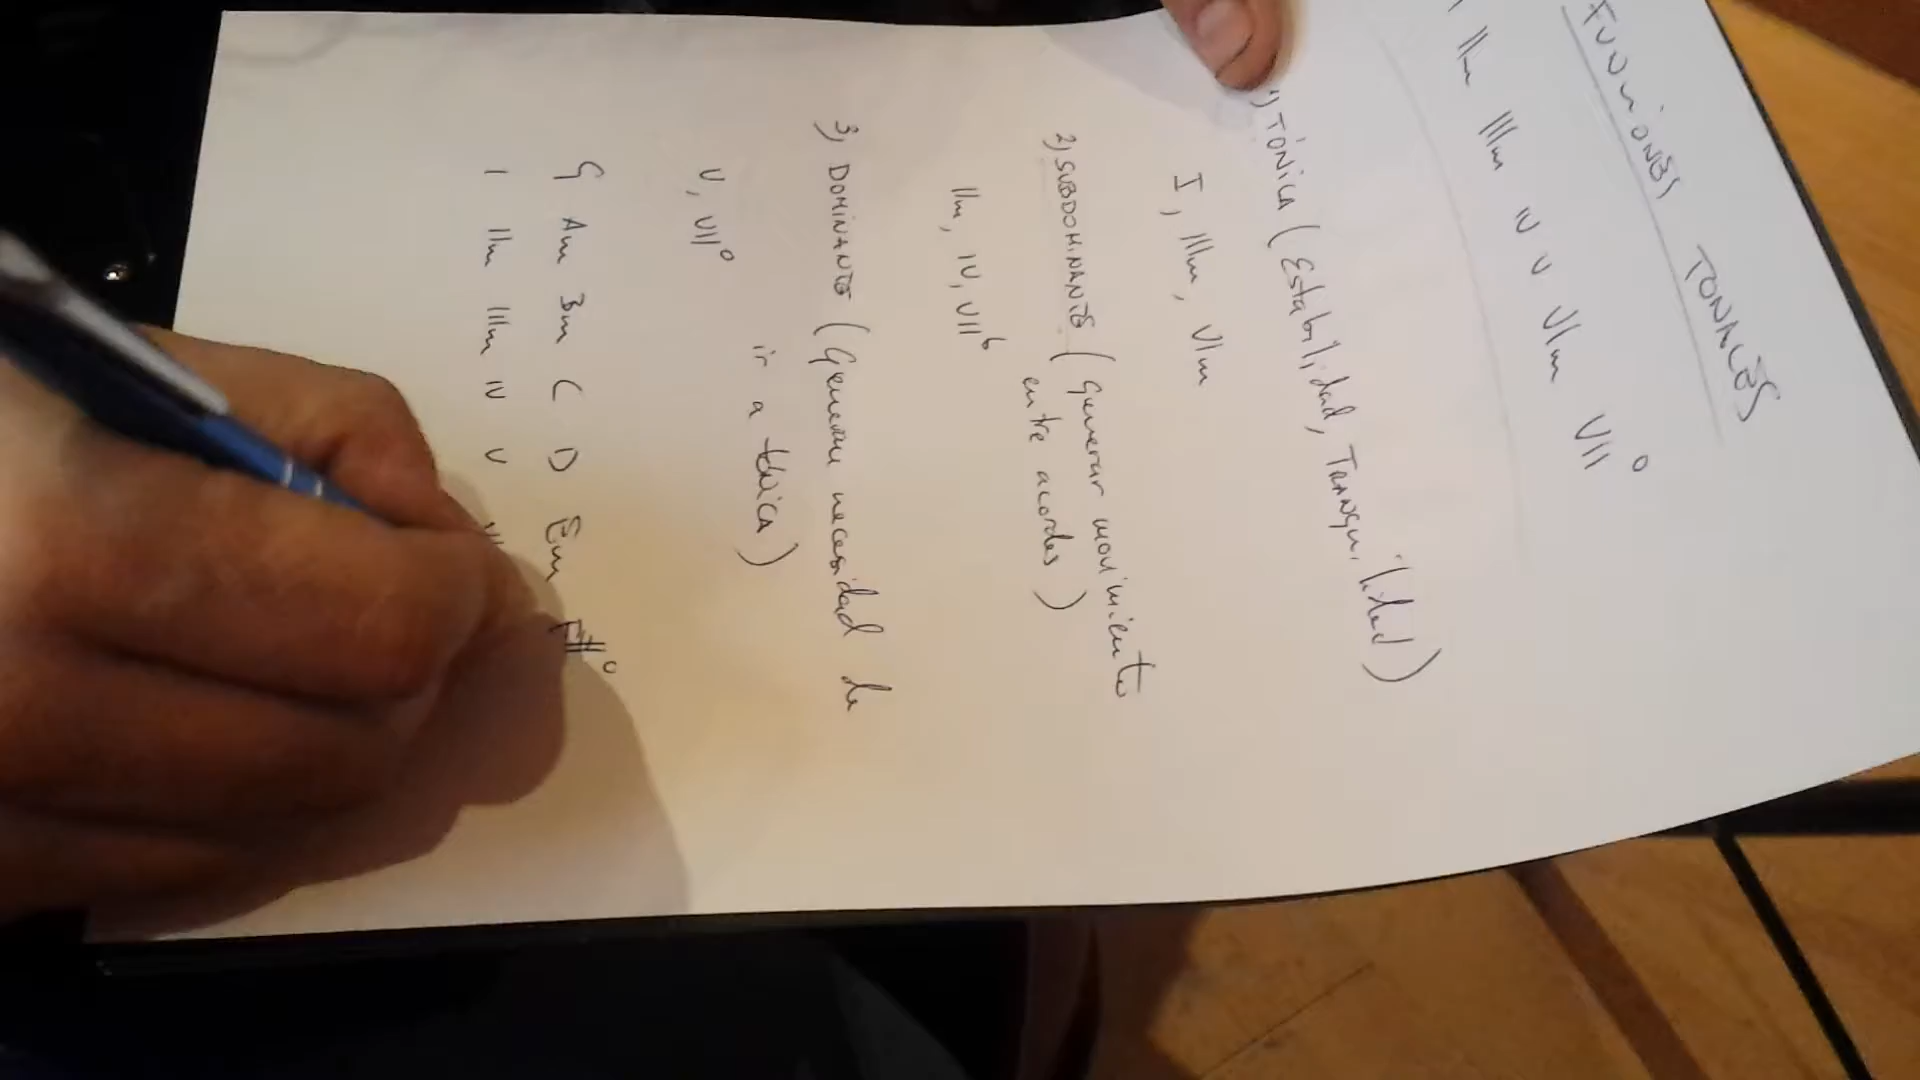 FUNCIONES TONALES
IIm IIIm IV V VIm VII°
1) TÓNICA (Estabilidad, TRANQUilidad)
I, IIIm, VIm
2) SUBDOMINANTE (Generar movimiento
entre acordes)
IIm, IV, VII♭
3) DOMINANTE (Generar necesidad de
ir a tónica)
V, VII°
G Am Bm C D Em F#°
I IIm IIIm IV V